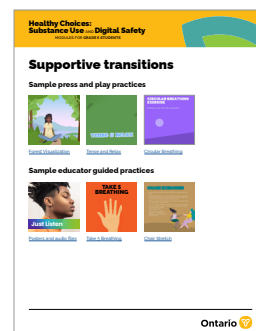 Healthy Choices:
Substance Use AND Digital Safety
MODULES FOR GRADE 6 STUDENTS
Supportive transitions
Sample press and play practices
CIRCULAR BREATHING
EXERCISE
TENSE & RELAX
Forest Visualization
Tense and Relax
Circular Breathing
Sample educator guided practices
TAKE 5
BREATHING
Just Listen
Posters and audio files
Take 5 Breathing
Chair Stretch
Ontario